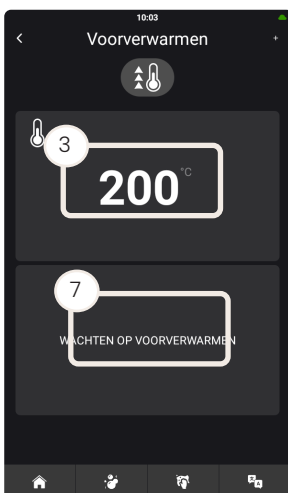 10:03
Voorverwarmen
+
3
200 °C
7
WACHTEN OP VOORVERWARMEN